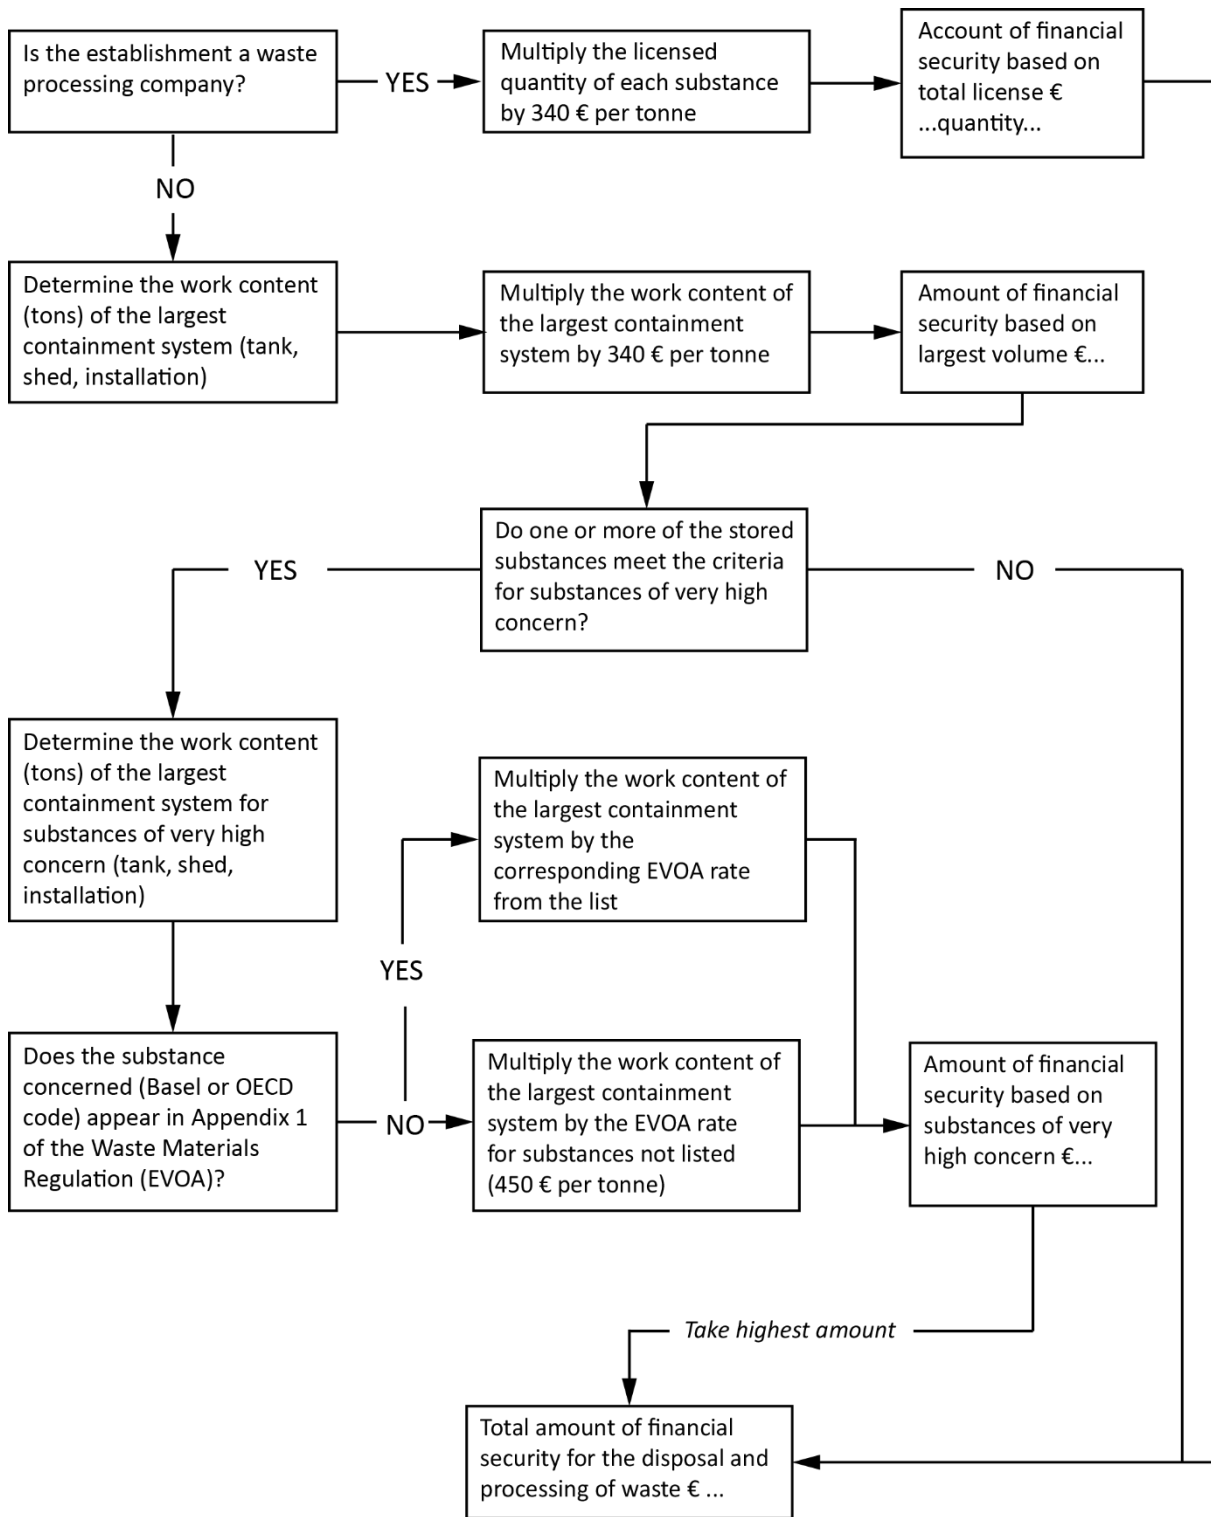 Is the establishment a waste
processing company?
YES
Multiply the licensed
quantity of each substance
by 340 € per tonne
Account of financial
security based on
total license €
...quantity...
NO
Determine the work content
(tons) of the largest
containment system (tank,
shed, installation)
Multiply the work content of
the largest containment
system by 340 € per tonne
Amount of financial
security based on
largest volume €...
Do one or more of the stored
substances meet the criteria
for substances of very high
concern?
YES
NO
Determine the work content
(tons) of the largest
containment system for
substances of very high
concern (tank, shed,
installation)
Multiply the work content of
the largest containment
system by the
corresponding EVOA rate
from the list
YES
Does the substance
concerned (Basel or OECD
code) appear in Appendix 1
of the Waste Materials
Regulation (EVOA)?
NO
Multiply the work content of
the largest containment
system by the EVOA rate
for substances not listed
(450 € per tonne)
Amount of financial
security based on
substances of very
high concern €...
Take highest amount
Total amount of financial
security for the disposal and
processing of waste € ...